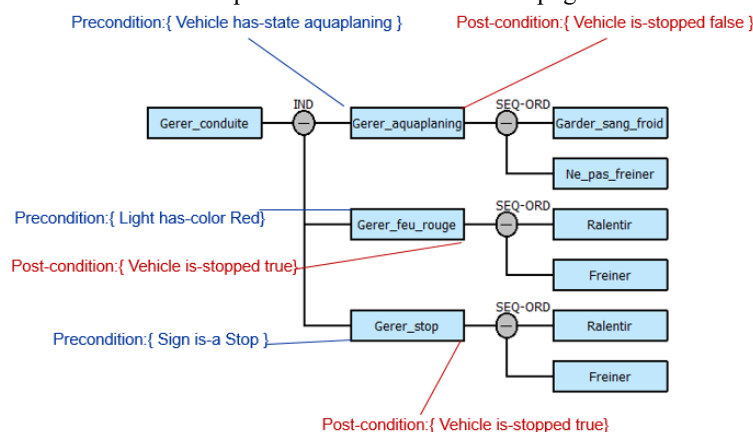 Precondition:{ Vehicle has-state aquaplaning }
Post-condition:{ Vehicle is-stopped false }
IND
SEQ-ORD
Gerer_conduite
Gerer_aquaplaning
Garder_sang_froid
Ne_pas_freiner
Precondition:{ Light has-color Red}
SEQ-ORD
Gerer_feu_rouge
Ralentir
Post-condition:{ Vehicle is-stopped true}
Freiner
SEQ-ORD
Gerer_stop
Ralentir
Precondition:{ Sign is-a Stop }
Freiner
Post-condition:{ Vehicle is-stopped true}